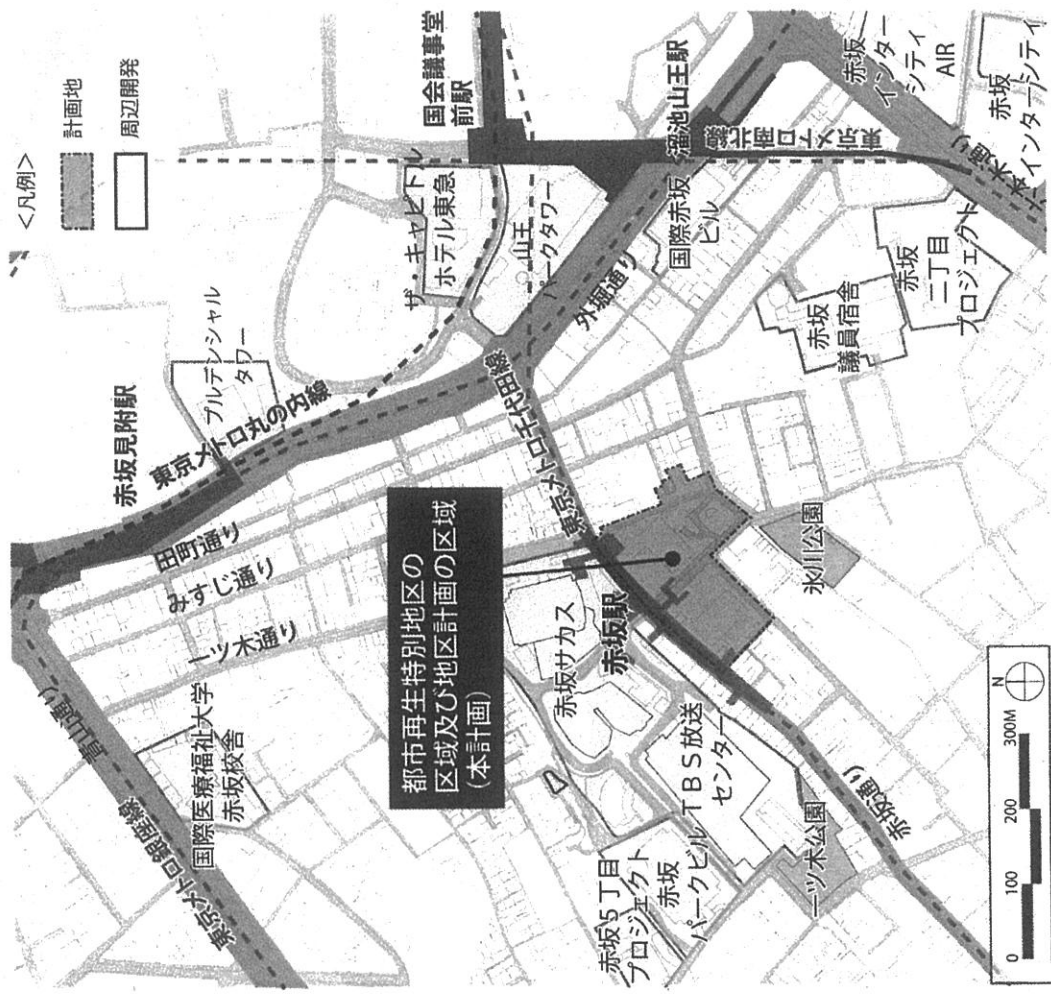 <凡例>
計画地
周辺開発
国会議事堂
前駅
ザ・キャピトル
ホテル東急
山王
パークタワー
溜池山王駅
東京メトロ南北線
赤坂
インター
シティ
AIR
赤坂
インターシティ
六本木通り
国際赤坂
ビル
外堀通り
赤坂
二丁目
プロジェクト
赤坂
議員宿舎
赤坂見附駅
プルデンシャル
タワー
東京メトロ丸の内線
東京メトロ千代田線
田町通り
みすじ通り
一ツ木通り
青山通り
東京メトロ銀座線
国際医療福祉大学
赤坂校舎
都市再生特別地区の
区域及び地区計画の区域
(本計画)
赤坂サカス
赤坂駅
氷川公園
TBS放送
センター
赤坂5丁目
プロジェクト
赤坂
パークビル
一ツ木公園
赤坂通り
0 100 200 300M
N